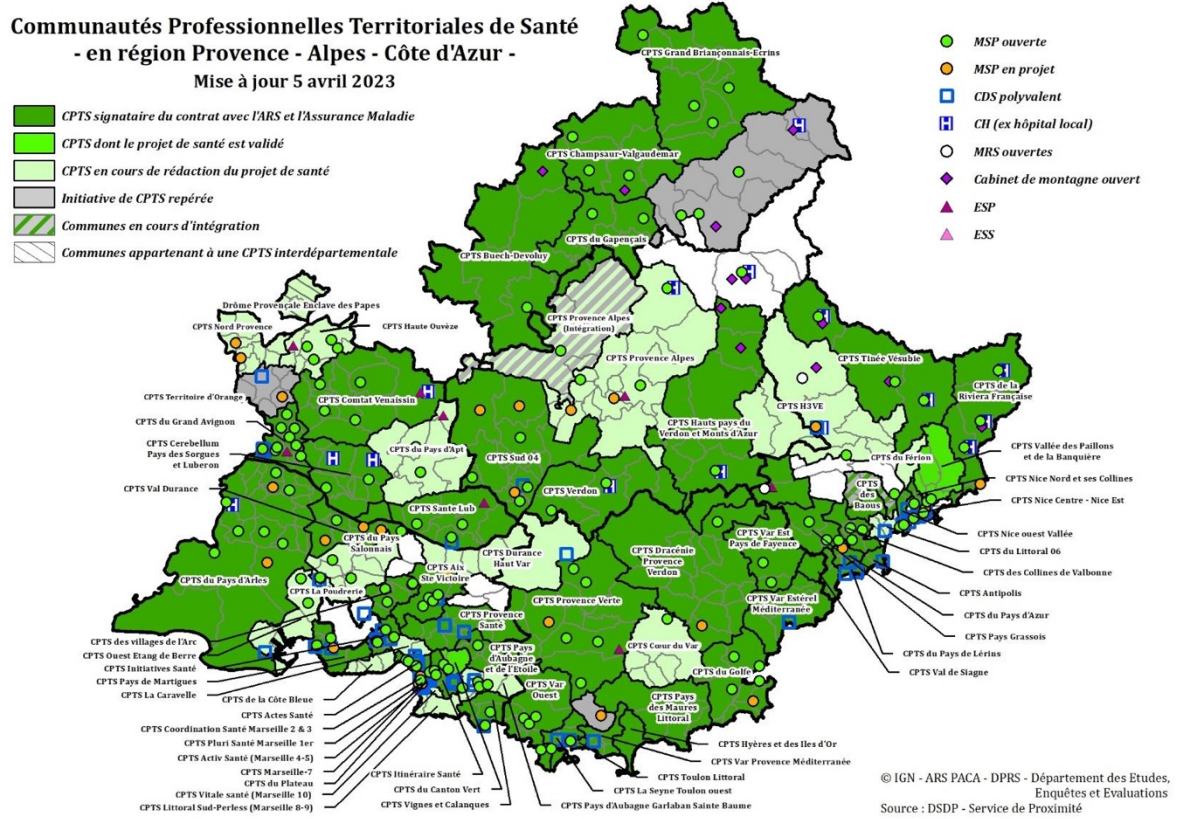 Communautés Professionnelles Territoriales de Santé
- en région Provence - Alpes - Côte d'Azur -
Mise à jour 5 avril 2023
CPTS signataire du contrat avec l'ARS et l'Assurance Maladie
CPTS dont le projet de santé est validé
CPTS en cours de rédaction du projet de santé
Initiative de CPTS repérée
Communes en cours d'intégration
Communes appartenant à une CPTS interdépartementale
MSP ouverte
MSP en projet
CDS polyvalent
CH (ex hôpital local)
MRS ouvertes
Cabinet de montagne ouvert
ESP
ESS
CPTS Grand Briançonnais-Ecrins
CPTS Champsaur-Valgaudemar
CPTS du Gapençais
CPTS Buech-Devoluy
Drôme Provençale Enclave des Papes
CPTS Nord Provence
CPTS Haute Ouvèze
CPTS Provence Alpes
(Intégration)
CPTS Provence Alpes
CPTS Tinée Vésubie
CPTS de la
Riviera Française
CPTS Territoire d'Orange
CPTS Comtat Venaissin
CPTS H3VE
CPTS du Grand Avignon
CPTS Hauts pays du
Verdon et Monts d'Azur
CPTS Cerebellum
Pays des Sorgues
et Luberon
CPTS du Pays d'Apt
CPTS Sud 04
CPTS du Férion
CPTS Vallée des Paillons
et de la Banquière
CPTS Val Durance
CPTS Verdon
CPTS
des
Baous
CPTS Nice Nord et ses Collines
CPTS Nice Centre - Nice Est
CPTS Sante Lub
CPTS du Pays
Salonnais
CPTS Durance
Haut Var
CPTS Dracénie
Provence
Verdon
CPTS Var Est
Pays de Fayence
CPTS Nice ouest Vallée
CPTS du Littoral 06
CPTS des Collines de Valbonne
CPTS du Pays d'Arles
CPTS La Poudrerie
CPTS Aix
Ste Victoire
CPTS Antipolis
CPTS Provence Verte
CPTS Var Estérel
Méditerranée
CPTS du Pays d'Azur
CPTS Provence
Santé
CPTS Pays Grassois
CPTS des villages de l'Arc
CPTS Ouest Etang de Berre
CPTS Initiatives Santé
CPTS Pays de Martigues
CPTS La Caravelle
CPTS Pays
d'Aubagne
et de l'Etoile
CPTS Cœur du Var
CPTS du Pays de Lérins
CPTS Val de Siagne
CPTS du Golfe
CPTS Var
Ouest
CPTS Pays
des Maures
Littoral
CPTS de la Côte Bleue
CPTS Actes Santé
CPTS Coordination Santé Marseille 2 & 3
CPTS Pluri Santé Marseille 1er
CPTS Activ Santé (Marseille 4-5)
CPTS Marseille-7
CPTS du Plateau
CPTS Vitale santé (Marseille 10)
CPTS Littoral Sud-Perless (Marseille 8-9)
CPTS Itinéraire Santé
CPTS du Canton Vert
CPTS Vignes et Calanques
CPTS Hyères et des Iles d'Or
CPTS Var Provence Méditerranée
CPTS Toulon Littoral
CPTS La Seyne Toulon ouest
CPTS Pays d'Aubagne Garlaban Sainte Baume
© IGN - ARS PACA - DPRS - Département des Etudes,
Enquêtes et Evaluations
Source : DSDP - Service de Proximité